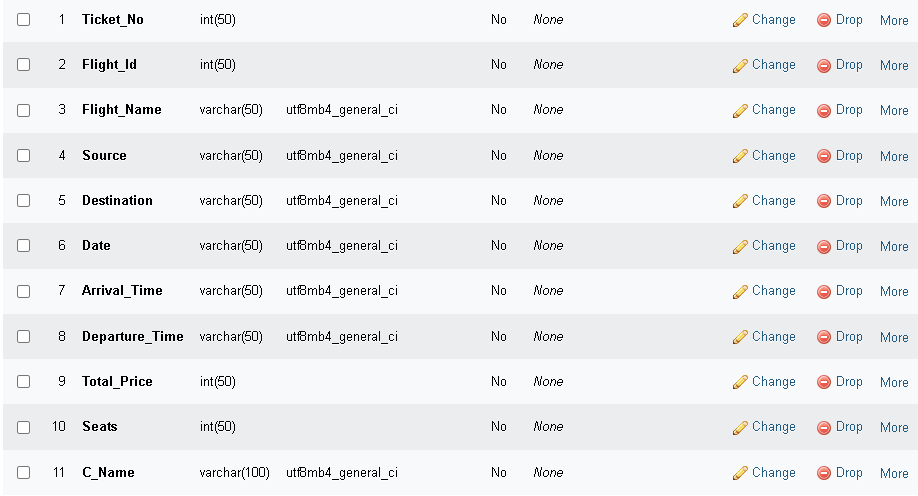 1 Ticket_No int(50) No None Change Drop More
2 Flight_Id int(50) No None Change Drop More
3 Flight_Name varchar(50) utf8mb4_general_ci No None Change Drop More
4 Source varchar(50) utf8mb4_general_ci No None Change Drop More
5 Destination varchar(50) utf8mb4_general_ci No None Change Drop More
6 Date varchar(50) utf8mb4_general_ci No None Change Drop More
7 Arrival_Time varchar(50) utf8mb4_general_ci No None Change Drop More
8 Departure_Time varchar(50) utf8mb4_general_ci No None Change Drop More
9 Total_Price int(50) No None Change Drop More
10 Seats int(50) No None Change Drop More
11 C_Name varchar(100) utf8mb4_general_ci No None Change Drop More